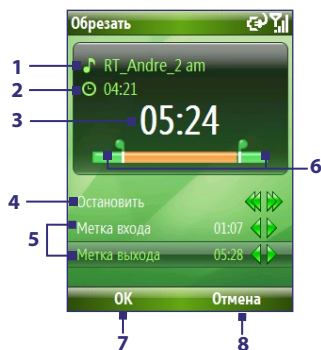 Обрезать
1 RT_Andre_2 am
2 04:21
3 05:24
6
4 Остановить
5 Метка входа 01:07
Метка выхода 05:28
OK Отмена
7 8